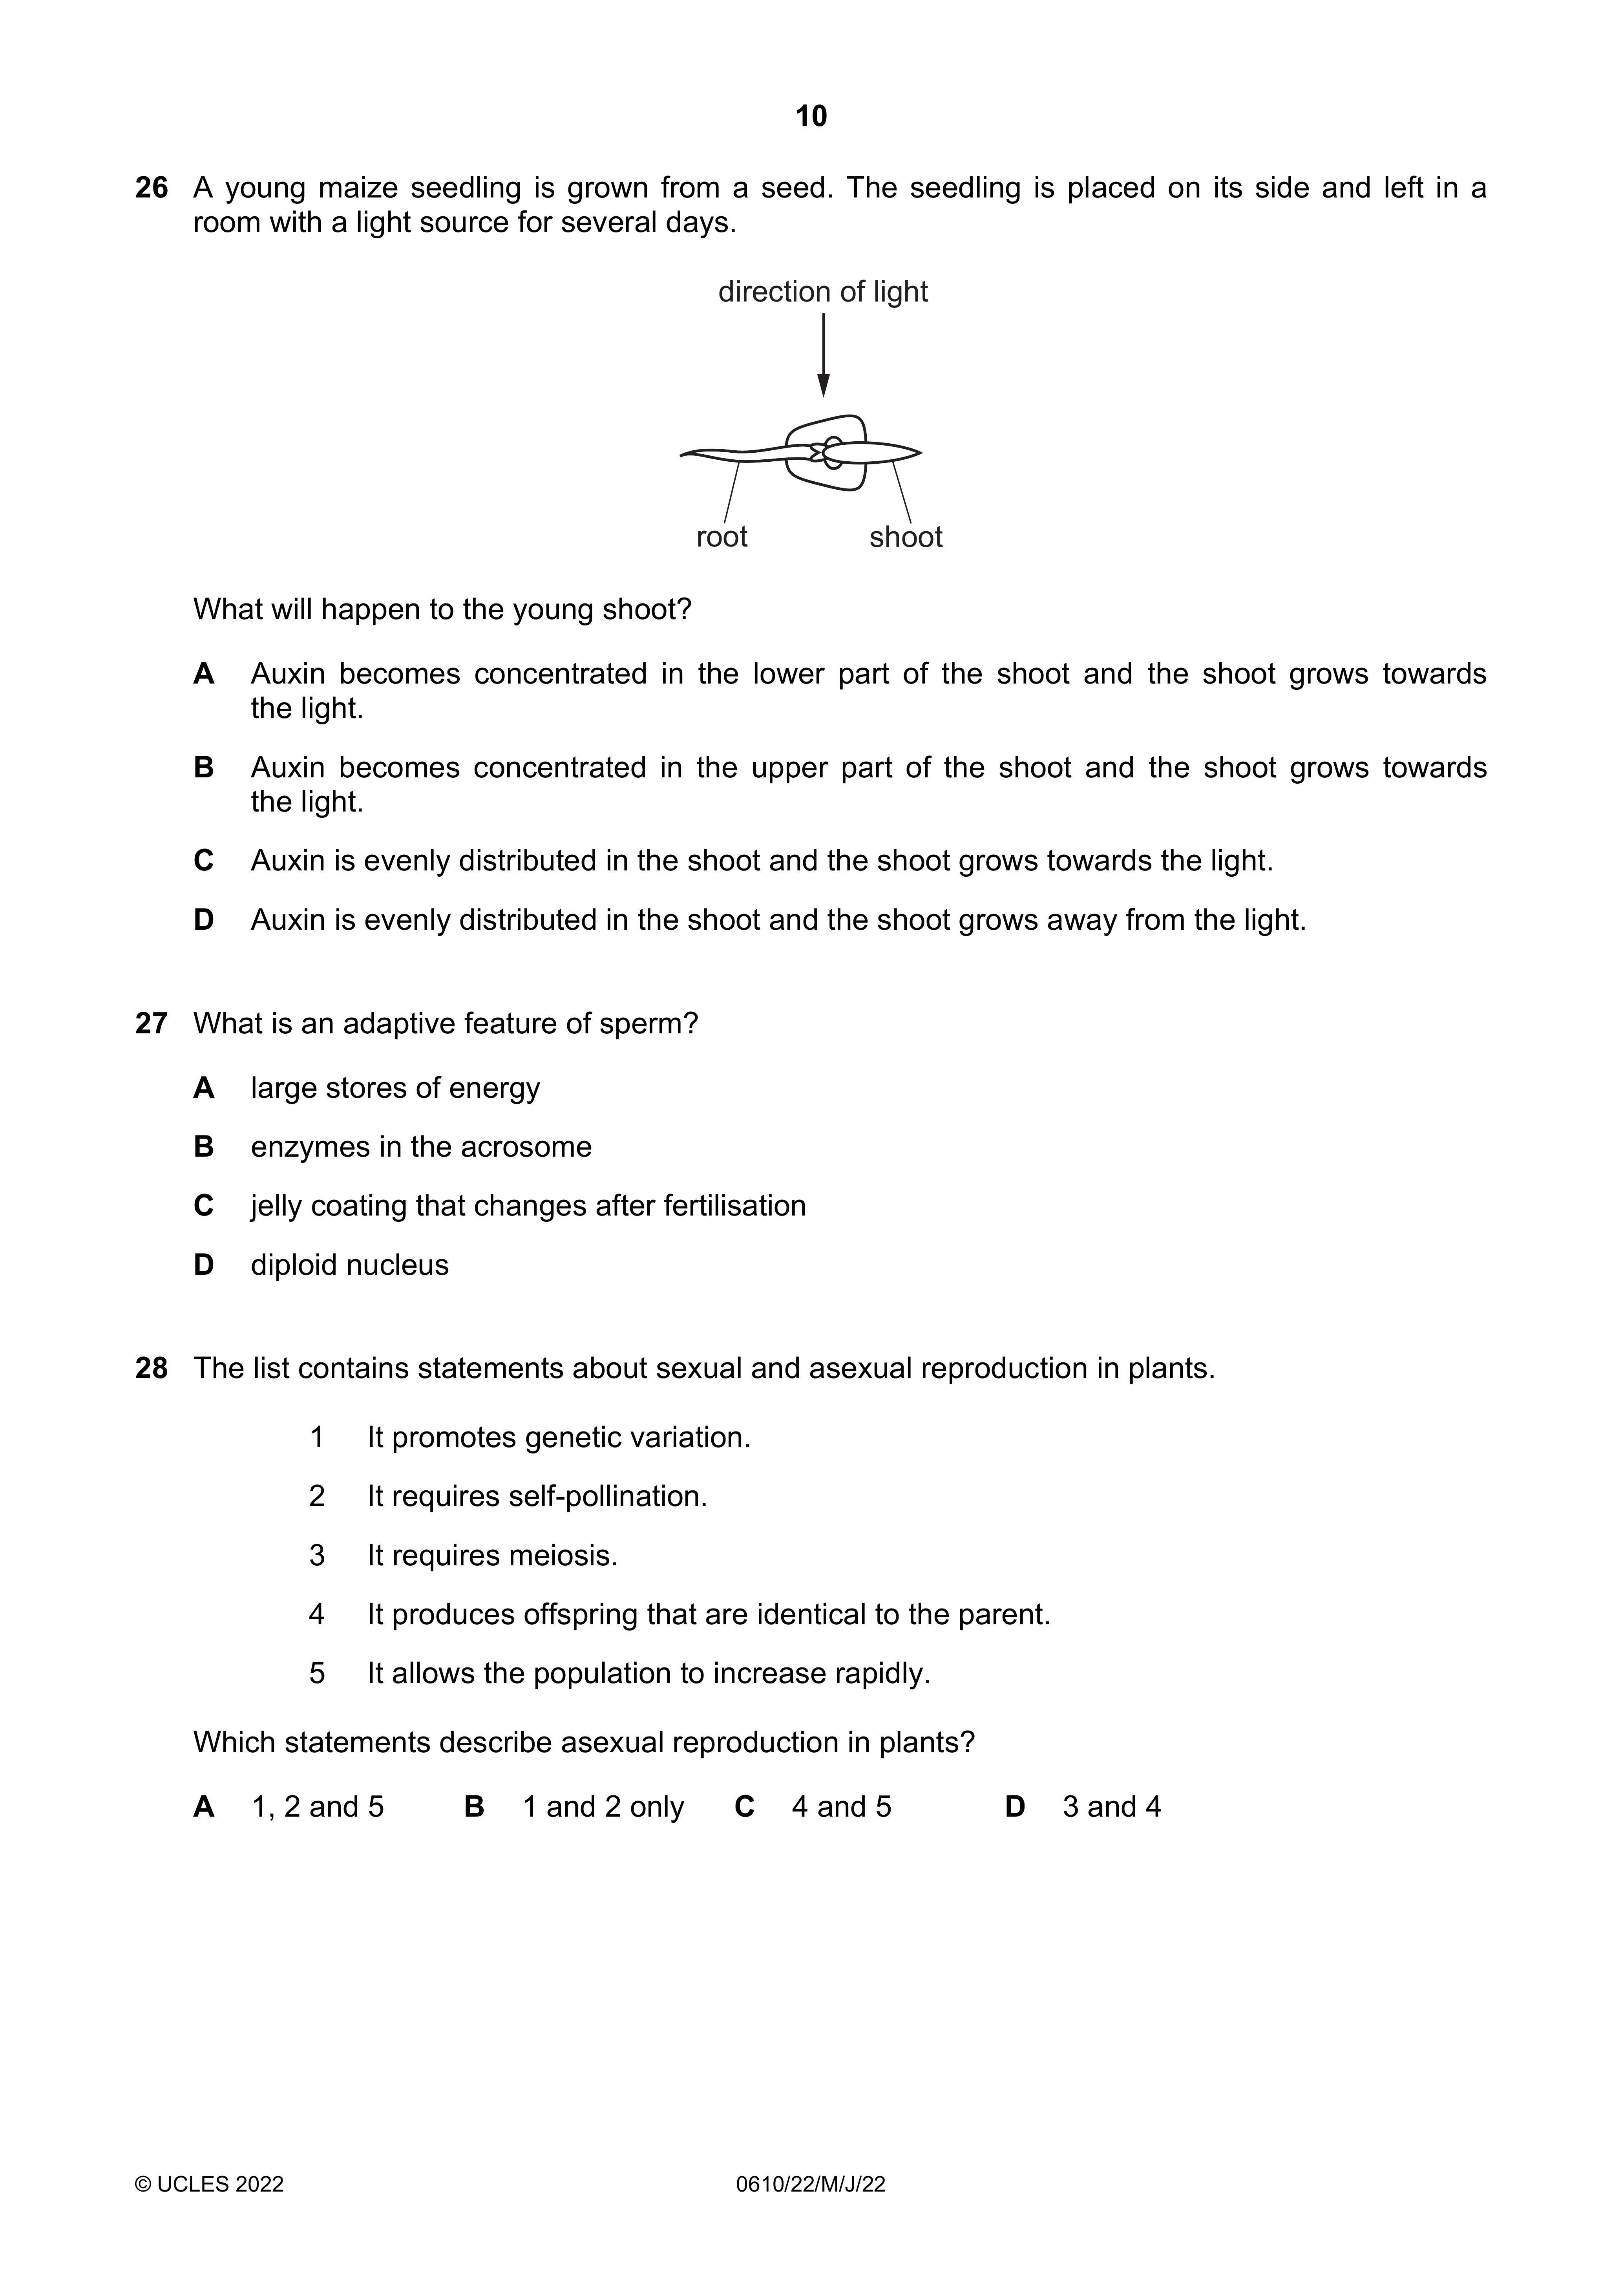 10
26 A young maize seedling is grown from a seed. The seedling is placed on its side and left in a
room with a light source for several days.
direction of light
root shoot
What will happen to the young shoot?
A Auxin becomes concentrated in the lower part of the shoot and the shoot grows towards
the light.
B Auxin becomes concentrated in the upper part of the shoot and the shoot grows towards
the light.
C Auxin is evenly distributed in the shoot and the shoot grows towards the light.
D Auxin is evenly distributed in the shoot and the shoot grows away from the light.
27 What is an adaptive feature of sperm?
A large stores of energy
B enzymes in the acrosome
C jelly coating that changes after fertilisation
D diploid nucleus
28 The list contains statements about sexual and asexual reproduction in plants.
1 It promotes genetic variation.
2 It requires self-pollination.
3 It requires meiosis.
4 It produces offspring that are identical to the parent.
5 It allows the population to increase rapidly.
Which statements describe asexual reproduction in plants?
A 1, 2 and 5 B 1 and 2 only C 4 and 5 D 3 and 4
© UCLES 2022 0610/22/M/J/22